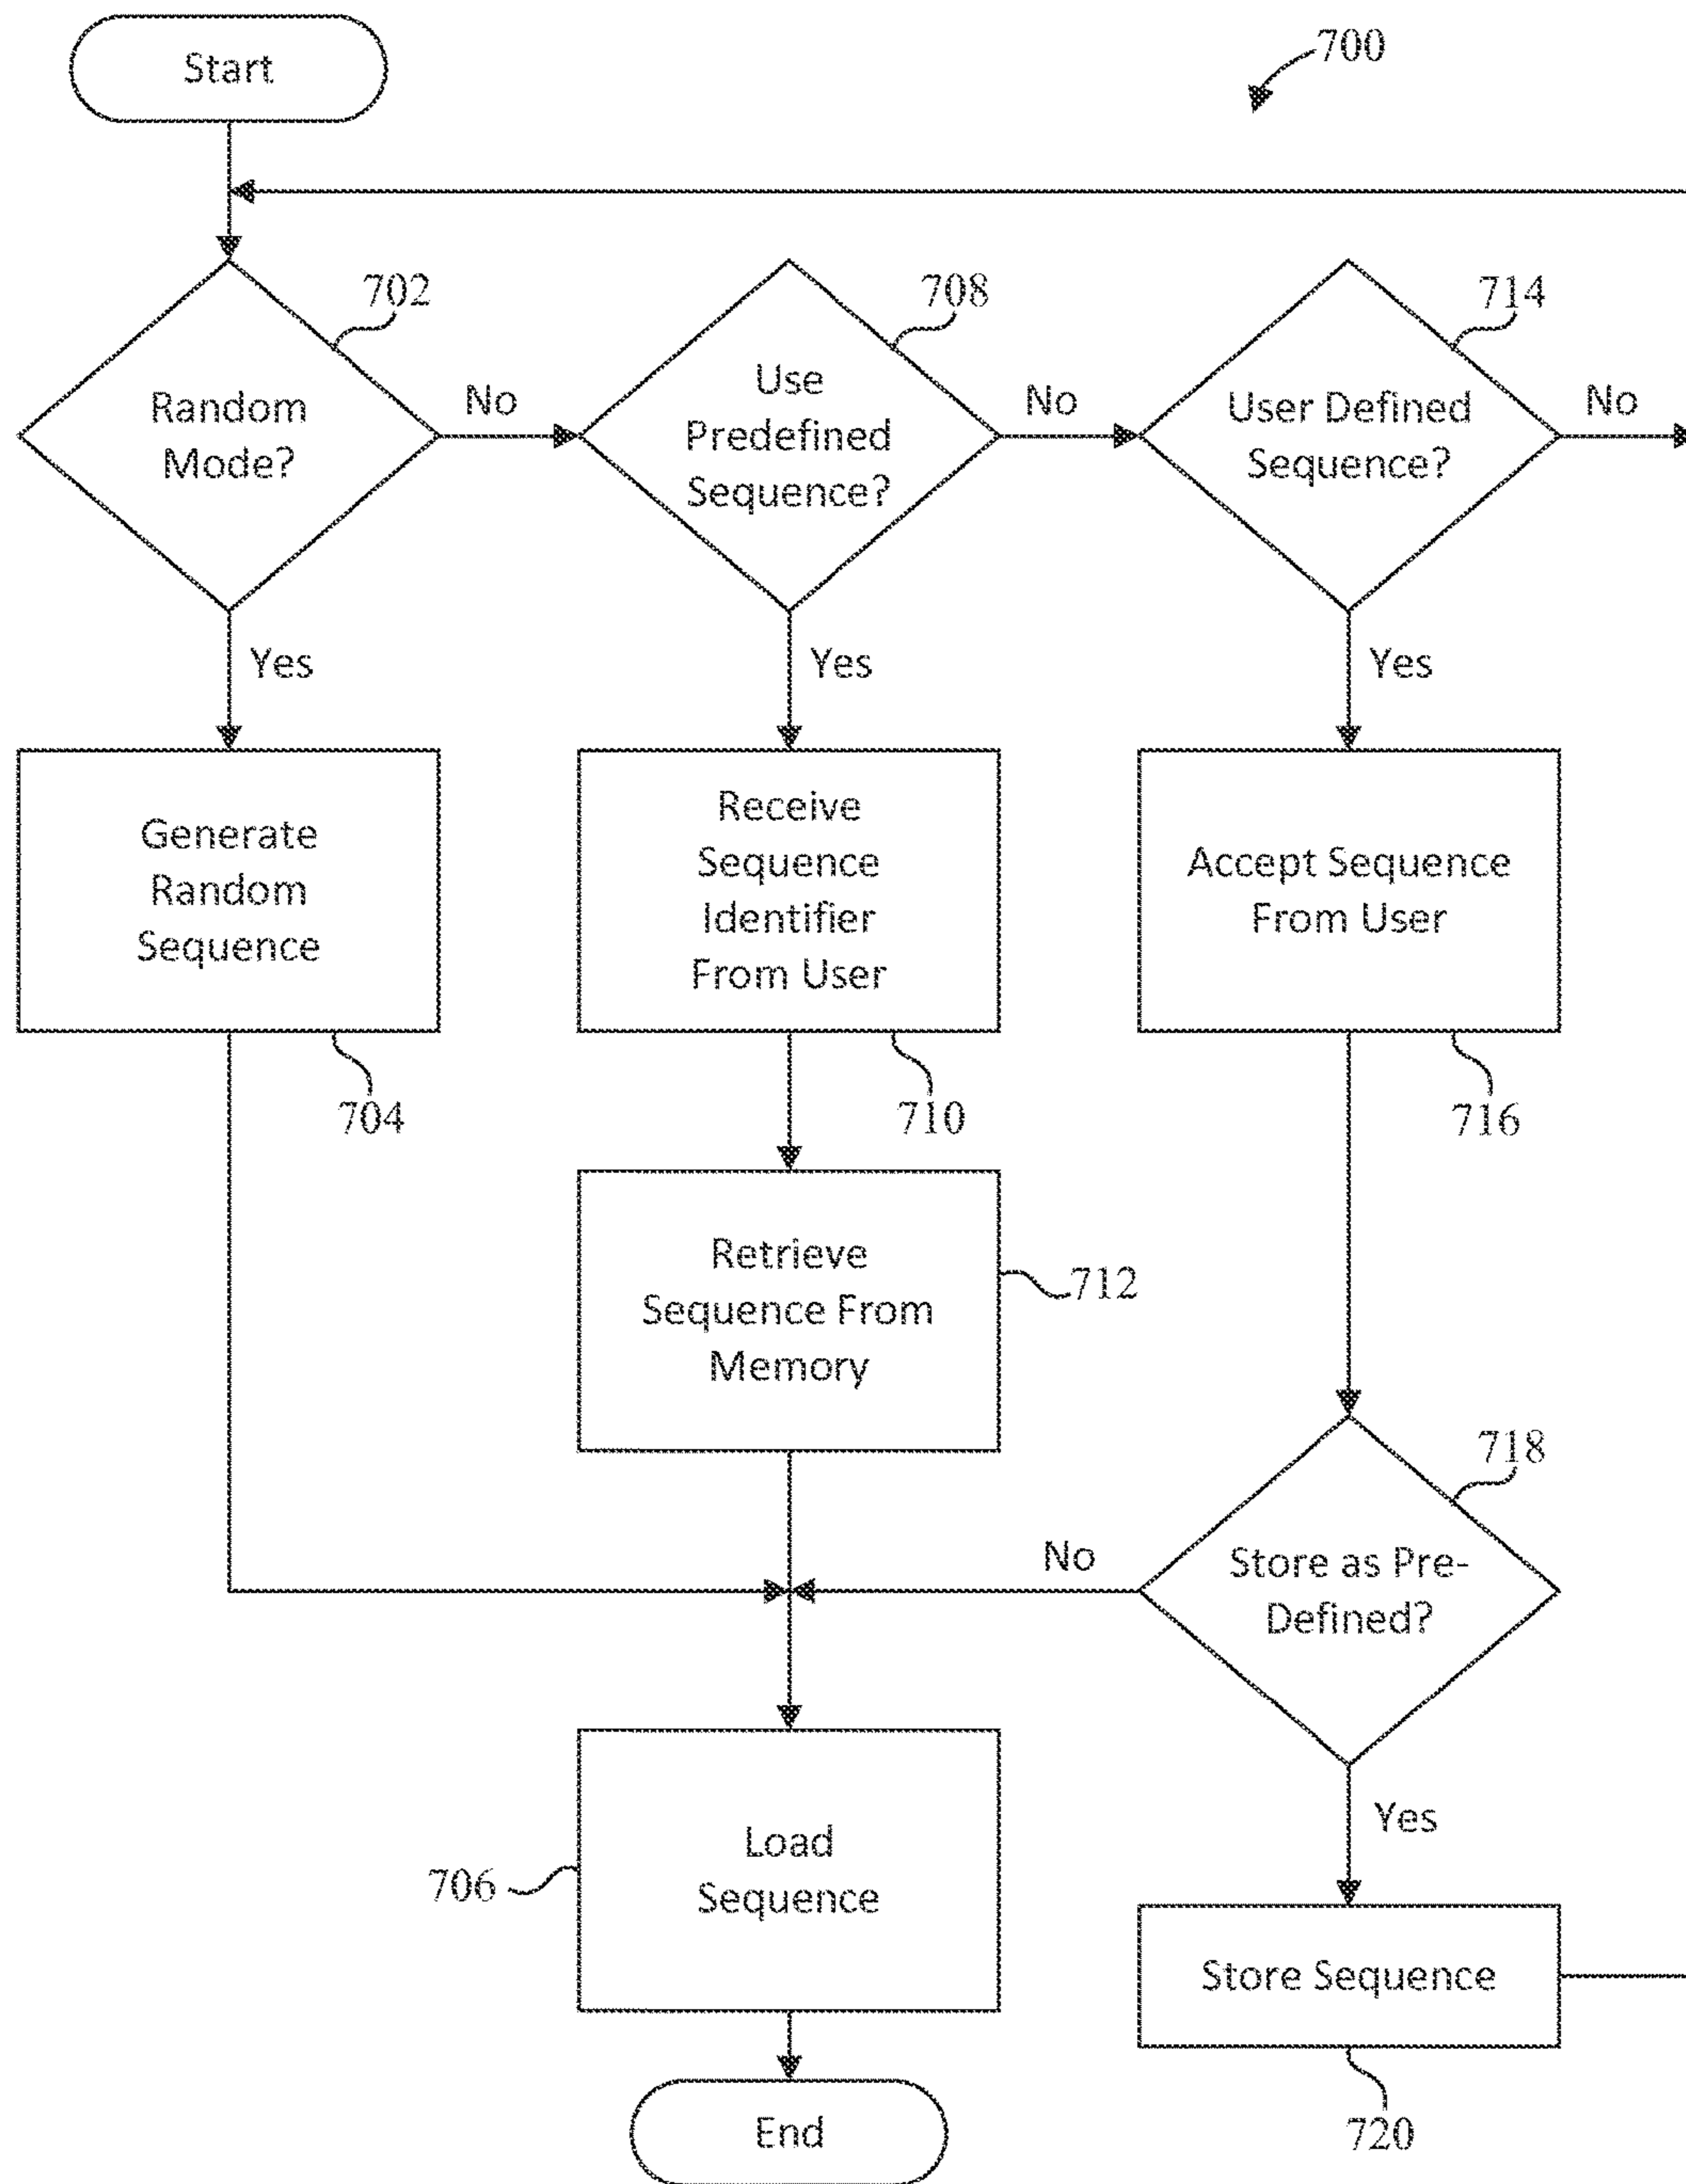 Start
700
702
708
714
Random
Mode?
No
Use
Predefined
Sequence?
No
User Defined
Sequence?
No
Yes
Yes
Yes
Generate
Random
Sequence
Receive
Sequence
Identifier
From User
Accept Sequence
From User
704
710
716
Retrieve
Sequence From
Memory
712
718
No
Store as Pre-
Defined?
Yes
Load
Sequence
706
Store Sequence
720
End